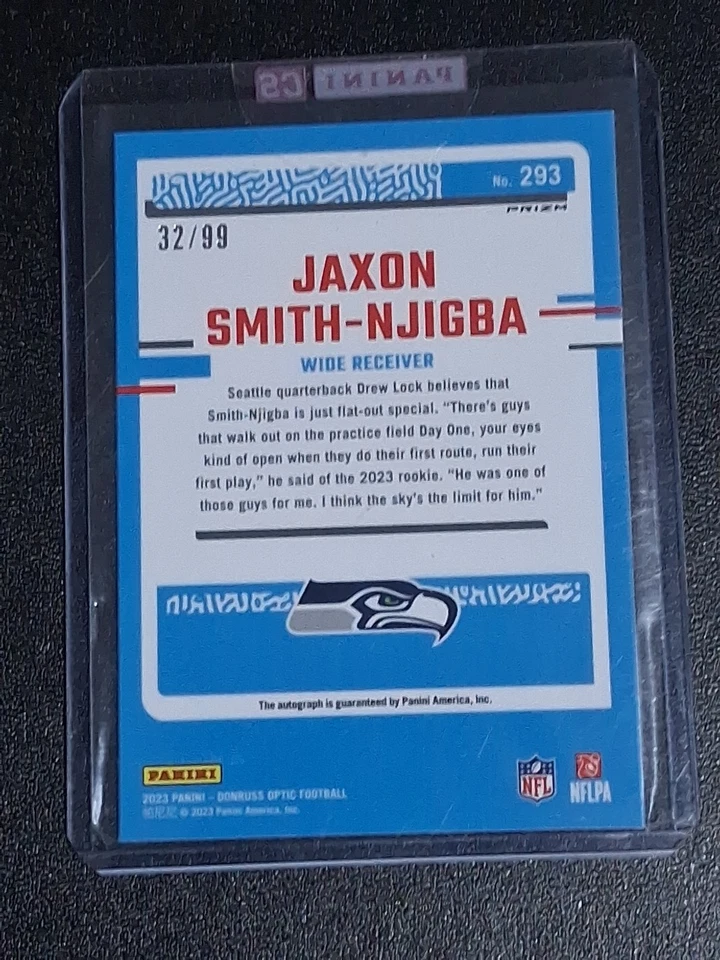 PANINI CS
No. 293
PRIZM
32/99
JAXON
SMITH-NJIGBA
WIDE RECEIVER
Seattle quarterback Drew Lock believes that
Smith-Njigba is just flat-out special. "There's guys
that walk out on the practice field Day One, your eyes
kind of open when they do their first route, run their
first play," he said of the 2023 rookie. "He was one of
those guys for me. I think the sky's the limit for him."
The autograph is guaranteed by Panini America, Inc.
PANINI
NFL
NFLPA
2023 PANINI – DONRUSS OPTIC FOOTBALL
© 2023 Panini America, Inc.